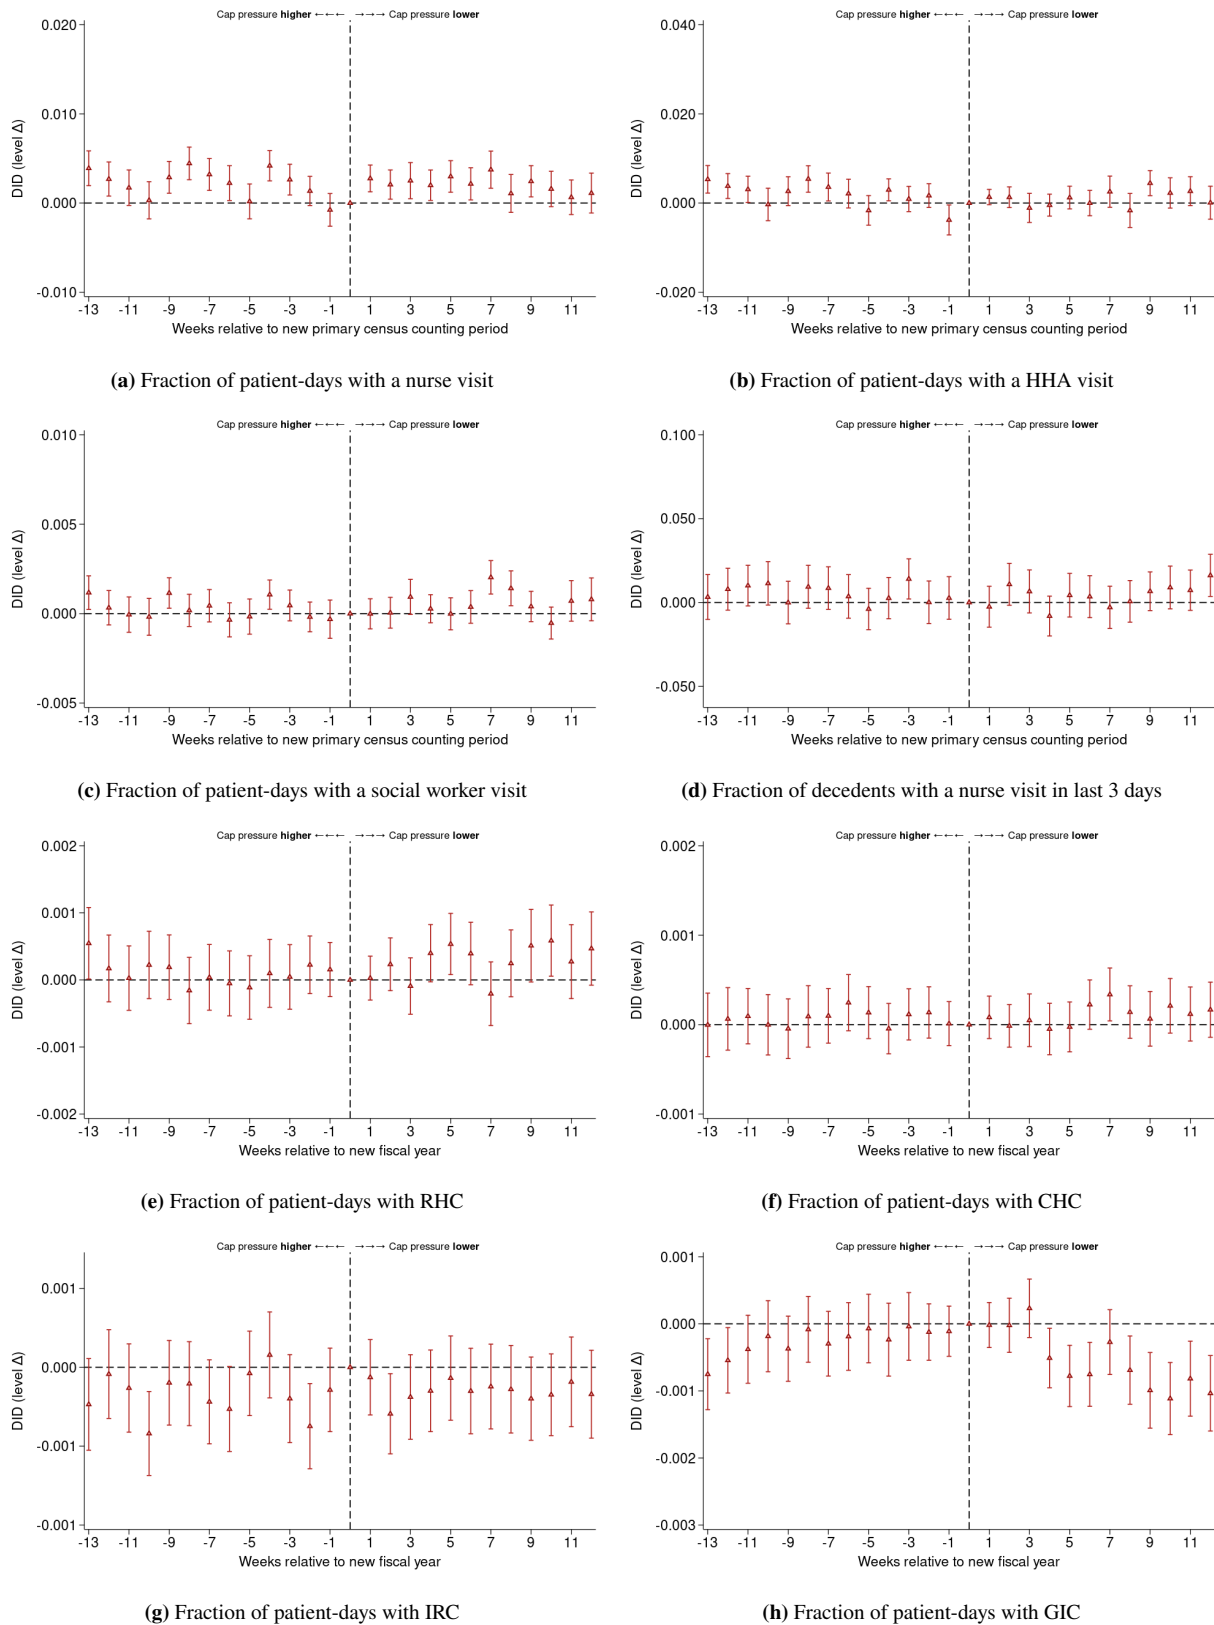 Cap pressure higher ←←← →→→ Cap pressure lower
0.020
0.010
0.000
-0.010
DID (level Δ)
-13 -11 -9 -7 -5 -3 -1 1 3 5 7 9 11
Weeks relative to new primary census counting period
(a) Fraction of patient-days with a nurse visit
Cap pressure higher ←←← →→→ Cap pressure lower
0.040
0.020
0.000
-0.020
DID (level Δ)
-13 -11 -9 -7 -5 -3 -1 1 3 5 7 9 11
Weeks relative to new primary census counting period
(b) Fraction of patient-days with a HHA visit
Cap pressure higher ←←← →→→ Cap pressure lower
0.010
0.005
0.000
-0.005
DID (level Δ)
-13 -11 -9 -7 -5 -3 -1 1 3 5 7 9 11
Weeks relative to new primary census counting period
(c) Fraction of patient-days with a social worker visit
Cap pressure higher ←←← →→→ Cap pressure lower
0.100
0.050
0.000
-0.050
DID (level Δ)
-13 -11 -9 -7 -5 -3 -1 1 3 5 7 9 11
Weeks relative to new primary census counting period
(d) Fraction of decedents with a nurse visit in last 3 days
Cap pressure higher ←←← →→→ Cap pressure lower
0.002
0.001
0.000
-0.001
-0.002
DID (level Δ)
-13 -11 -9 -7 -5 -3 -1 1 3 5 7 9 11
Weeks relative to new fiscal year
(e) Fraction of patient-days with RHC
Cap pressure higher ←←← →→→ Cap pressure lower
0.002
0.001
0.000
-0.001
DID (level Δ)
-13 -11 -9 -7 -5 -3 -1 1 3 5 7 9 11
Weeks relative to new fiscal year
(f) Fraction of patient-days with CHC
Cap pressure higher ←←← →→→ Cap pressure lower
0.001
0.000
-0.001
-0.001
DID (level Δ)
-13 -11 -9 -7 -5 -3 -1 1 3 5 7 9 11
Weeks relative to new fiscal year
(g) Fraction of patient-days with IRC
Cap pressure higher ←←← →→→ Cap pressure lower
0.001
0.000
-0.001
-0.002
-0.003
DID (level Δ)
-13 -11 -9 -7 -5 -3 -1 1 3 5 7 9 11
Weeks relative to new fiscal year
(h) Fraction of patient-days with GIC